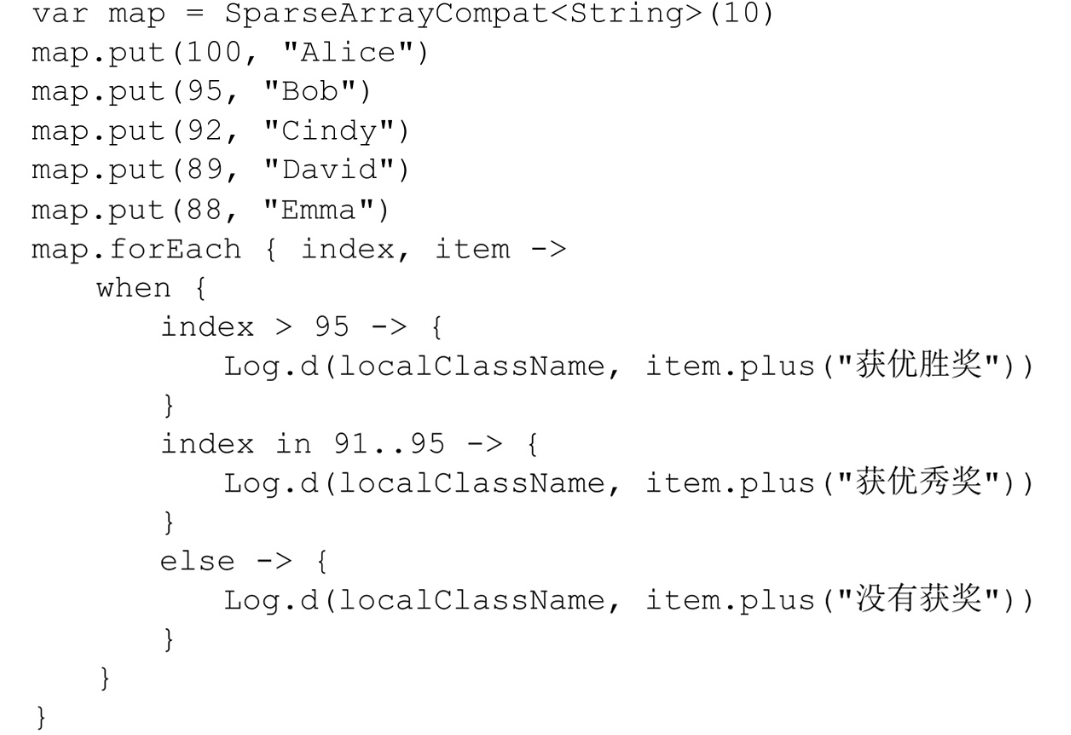 var map = SparseArrayCompat<String>(10)
map.put(100, "Alice")
map.put(95, "Bob")
map.put(92, "Cindy")
map.put(89, "David")
map.put(88, "Emma")
map.forEach { index, item ->
    when {
        index > 95 -> {
            Log.d(localClassName, item.plus("获优胜奖"))
        }
        index in 91..95 -> {
            Log.d(localClassName, item.plus("获优秀奖"))
        }
        else -> {
            Log.d(localClassName, item.plus("没有获奖"))
        }
    }
}